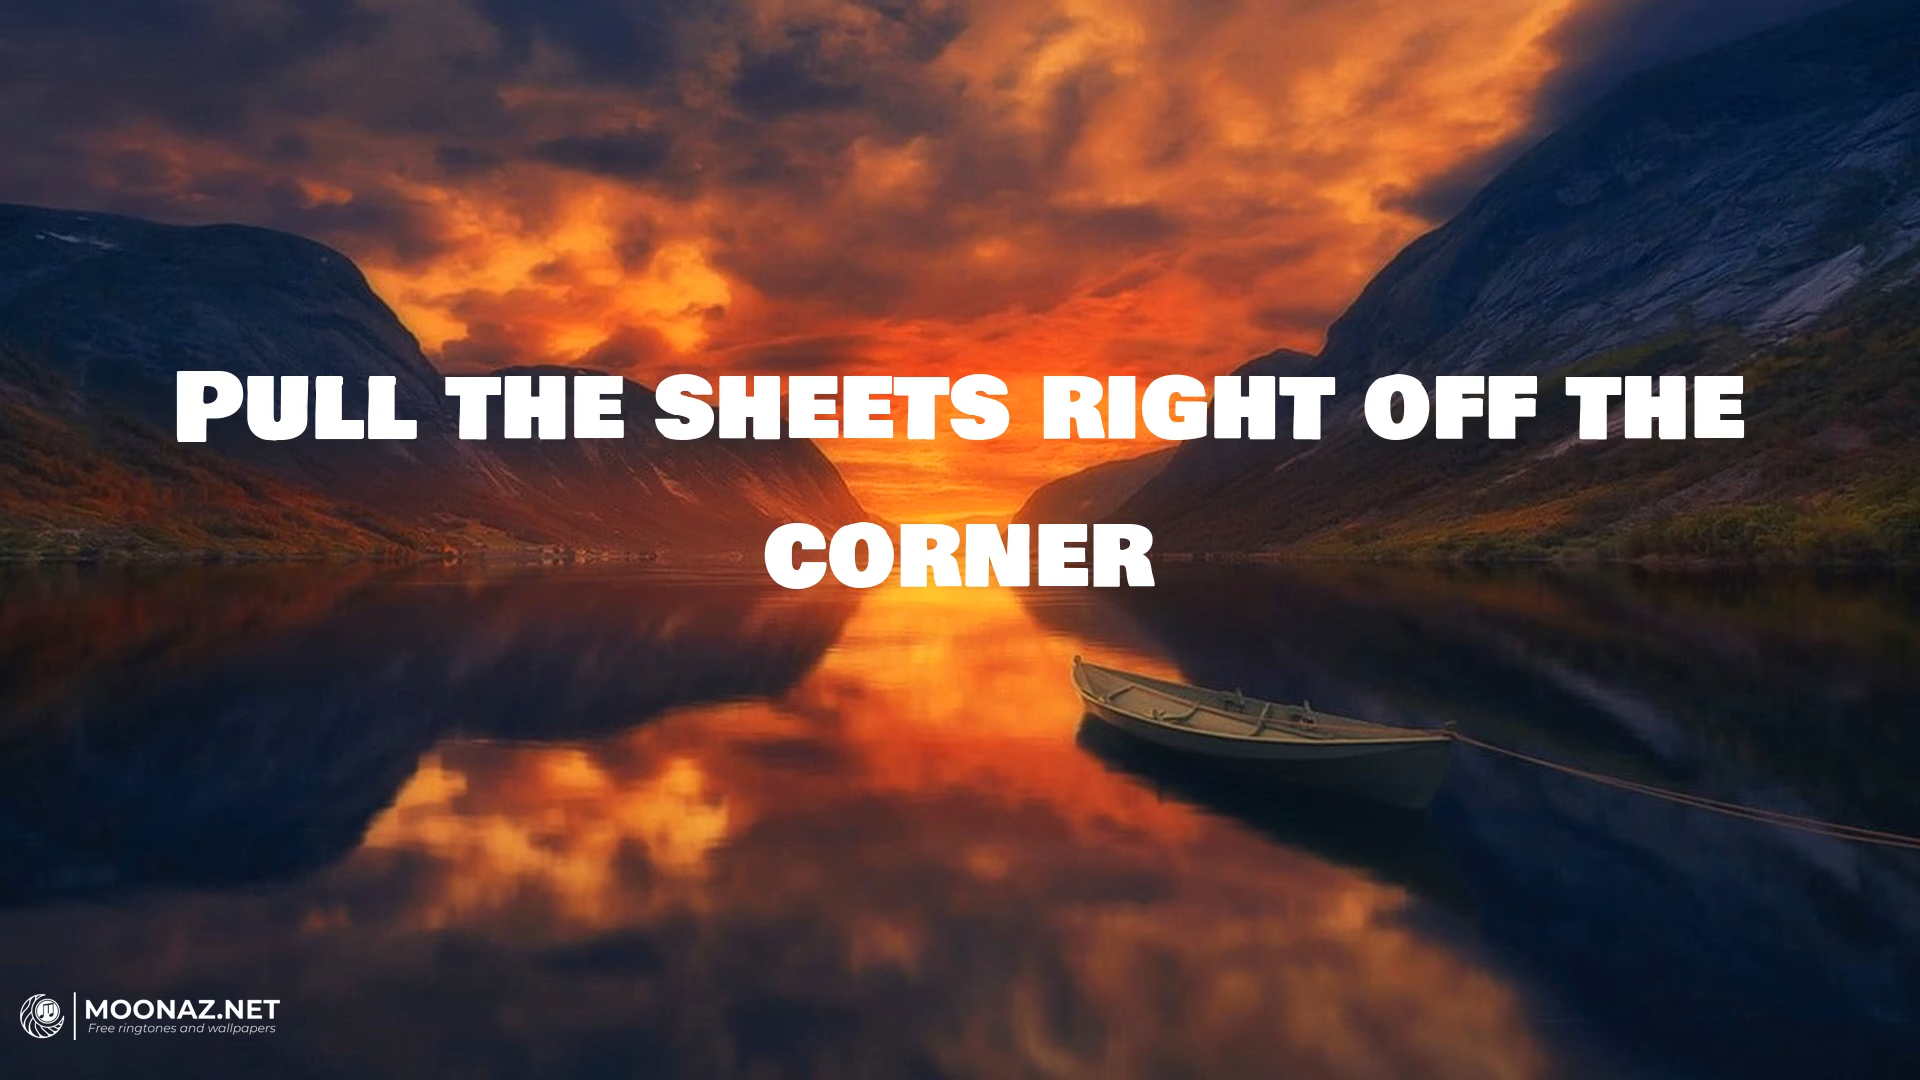 Pull the sheets right off the
corner
MOONAZ.NET
Free ringtones and wallpapers